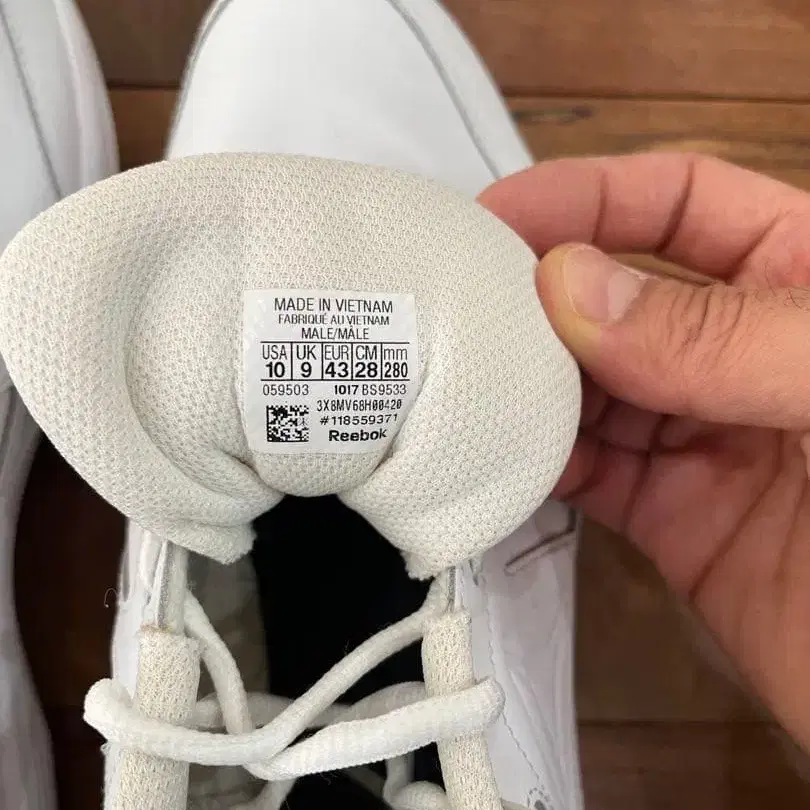 MADE IN VIETNAM
FABRIQUÉ AU VIETNAM
MALE/MÂLE
USA UK EUR CM mm
10 9 43 28 280
059503 1017 BS9533
3X8MV68H00420
#118559371
Reebok